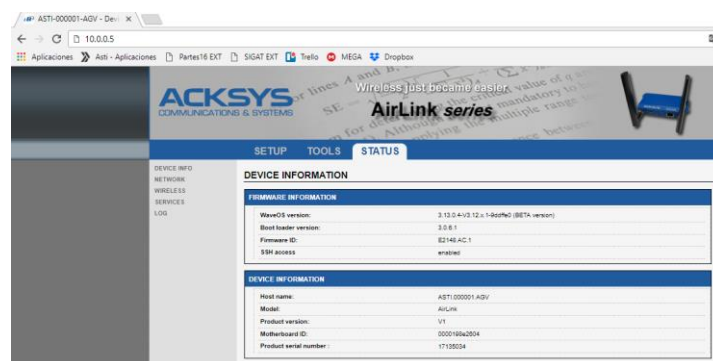 ASTI-000001-AGV - Devi
10.0.0.5
Aplicaciones Asti - Aplicaciones Partes16 EXT SIGAT EXT Trello MEGA Dropbox
ACKSYS
COMMUNICATIONS & SYSTEMS
Wireless just became easier
AirLink series
SETUP TOOLS STATUS
DEVICE INFO
NETWORK
WIRELESS
SERVICES
LOG
DEVICE INFORMATION
FIRMWARE INFORMATION
WaveOS version: 3.13.0.4-V3.12.x.1-9ddffe0 (BETA version)
Boot loader version: 3.0.6.1
Firmware ID: E2148.AC.1
SSH access enabled
DEVICE INFORMATION
Host name: ASTI.000001.AGV
Model: AirLink
Product version: V1
Motherboard ID: 0000198a2604
Product serial number : 17135034